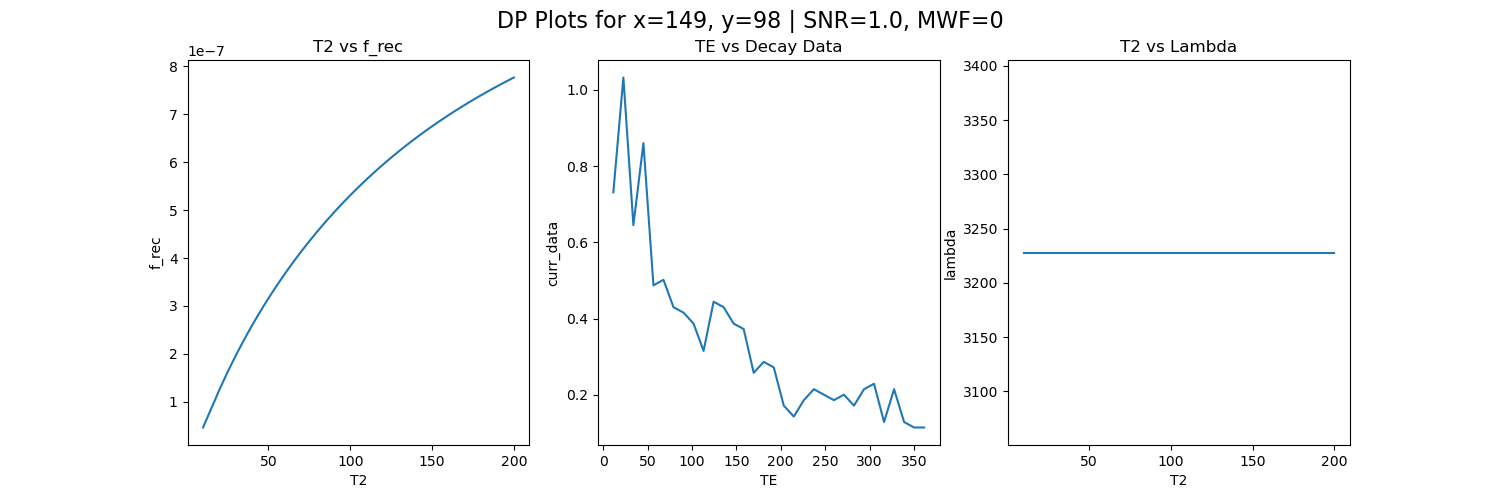 DP Plots for x=149, y=98 | SNR=1.0, MWF=0
T2 vs f_rec
1e−7
8
7
6
5
4
3
2
1
f_rec
50 100 150 200
T2
TE vs Decay Data
1.0
0.8
0.6
0.4
0.2
curr_data
0 50 100 150 200 250 300 350
TE
T2 vs Lambda
3400
3350
3300
3250
3200
3150
3100
lambda
50 100 150 200
T2